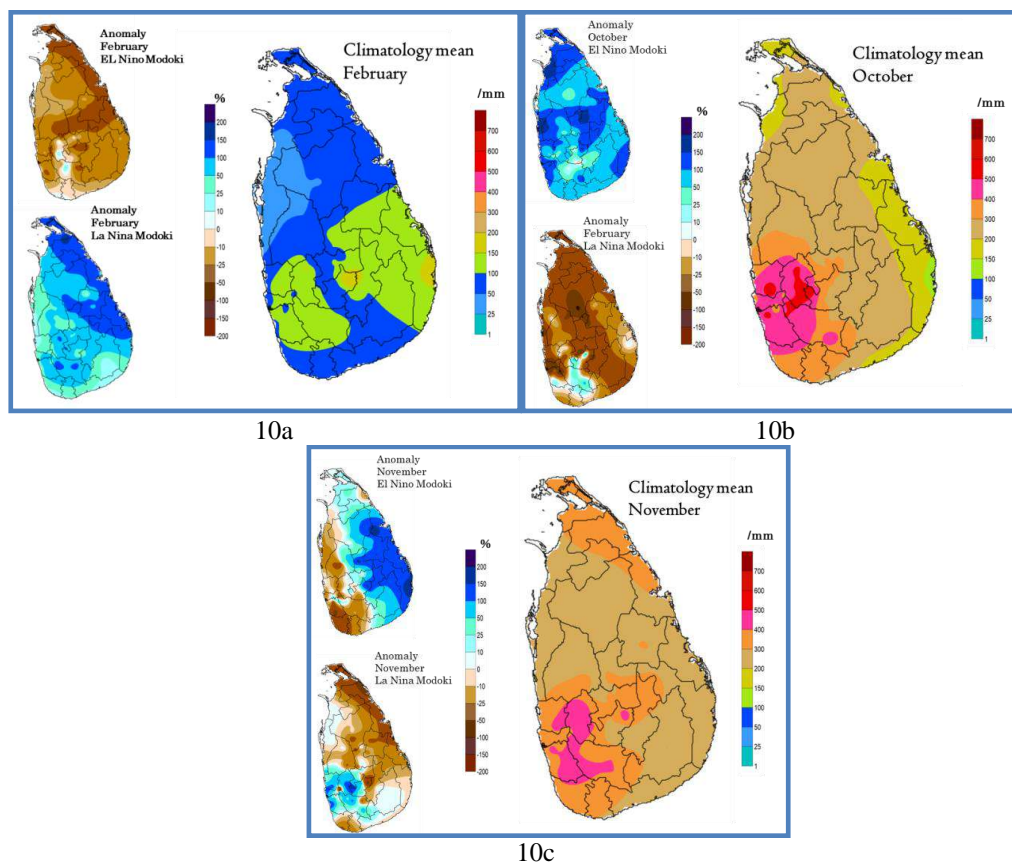 Anomaly
February
EL Nino Modoki
%
200
150
100
50
25
10
0
-10
-25
-50
-100
-150
-200
Anomaly
February
La Nina Modoki
Climatology mean
February
/mm
700
600
500
400
300
200
150
100
50
25
1
Anomaly
October
El Nino Modoki
%
200
150
100
50
25
10
0
-10
-25
-50
-100
-150
-200
Anomaly
February
La Nina Modoki
Climatology mean
October
/mm
700
600
500
400
300
200
150
100
50
25
1
10a
10b
Anomaly
November
El Nino Modoki
%
200
150
100
50
25
10
0
-10
-25
-50
-100
-150
-200
Anomaly
November
La Nina Modoki
Climatology mean
November
/mm
700
600
500
400
300
200
150
100
50
25
1
10c